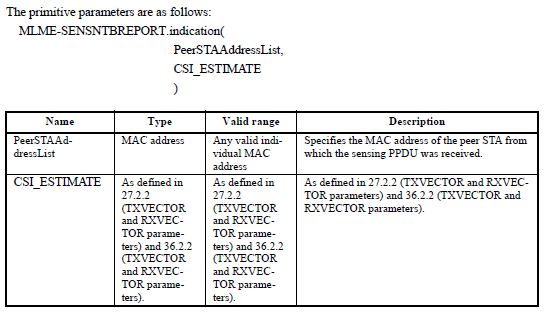 The primitive parameters are as follows:
MLME-SENSNTBREPORT.indication(
PeerSTAAddressList,
CSI_ESTIMATE
)
Name
Type
Valid range
Description
PeerSTAAd-
dressList
MAC address
Any valid indi-
vidual MAC
address
Specifies the MAC address of the peer STA from
which the sensing PPDU was received.
CSI_ESTIMATE
As defined in
27.2.2
(TXVECTOR
and RXVEC-
TOR parame-
ters) and 36.2.2
(TXVECTOR
and RXVEC-
TOR parame-
ters).
As defined in
27.2.2
(TXVECTOR
and RXVEC-
TOR parame-
ters) and 36.2.2
(TXVECTOR
and RXVEC-
TOR parame-
ters).
As defined in 27.2.2 (TXVECTOR and RXVEC-
TOR parameters) and 36.2.2 (TXVECTOR and
RXVECTOR parameters).